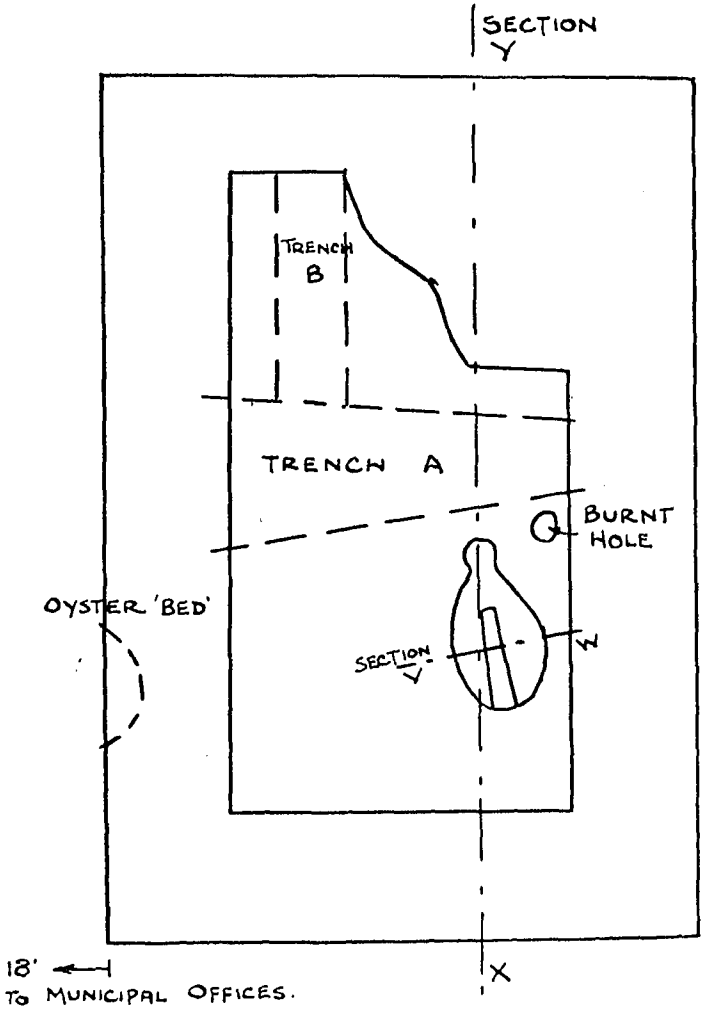 SECTION
Y
TRENCH
B
TRENCH A
BURNT
HOLE
OYSTER 'BED'
SECTION
X
18'
TO MUNICIPAL OFFICES.